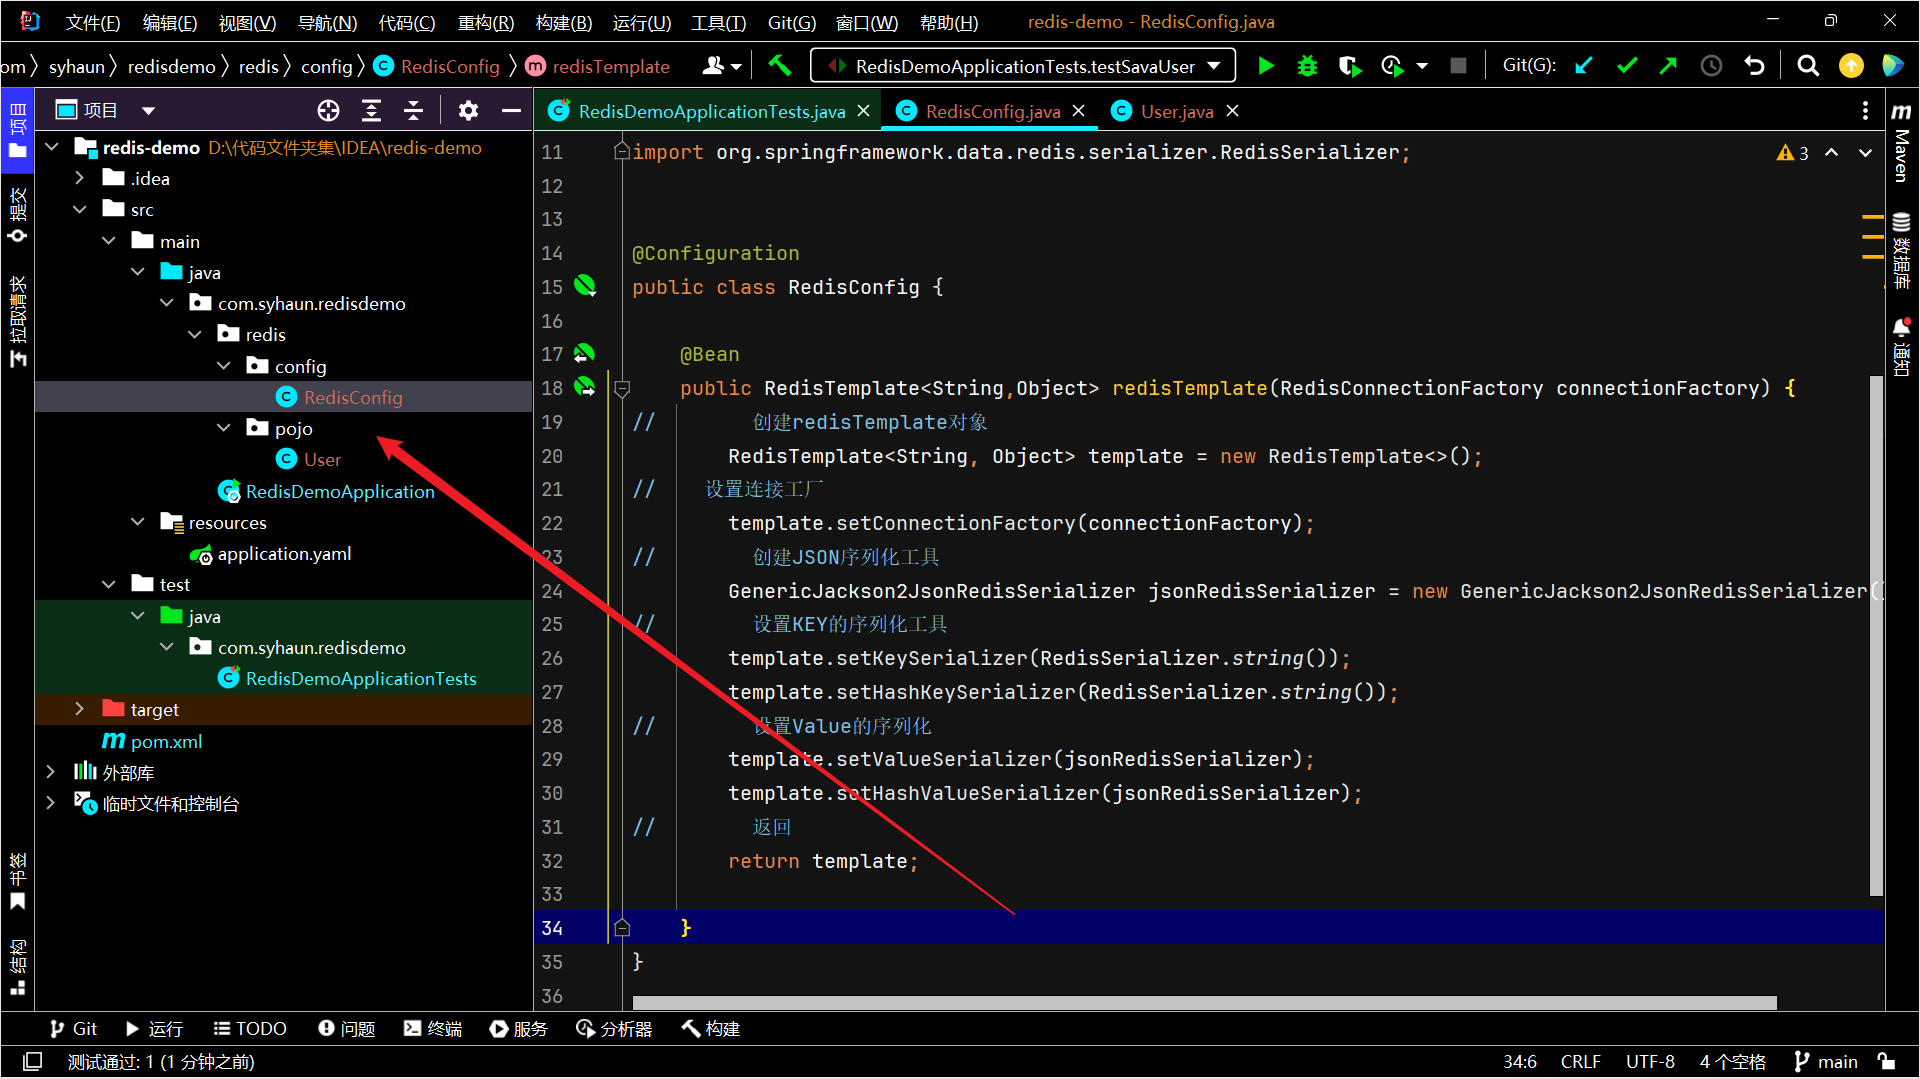 文件(F) 编辑(E) 视图(V) 导航(N) 代码(C) 重构(R) 构建(B) 运行(U) 工具(T) Git(G) 窗口(W) 帮助(H) redis-demo - RedisConfig.java
om syhaun redisdemo redis config RedisConfig redisTemplate RedisDemoApplicationTests.testSavaUser Git(G):
项目
RedisDemoApplicationTests.java RedisConfig.java User.java
redis-demo D:\代码文件夹集\IDEA\redis-demo
.idea
src
main
java
com.syhaun.redisdemo
redis
config
RedisConfig
pojo
User
RedisDemoApplication
resources
application.yaml
test
java
com.syhaun.redisdemo
RedisDemoApplicationTests
target
pom.xml
外部库
临时文件和控制台
项目
提交
拉取请求
书签
结构
11 import org.springframework.data.redis.serializer.RedisSerializer;
12
13
14 @Configuration
15 public class RedisConfig {
16
17 @Bean
18 public RedisTemplate<String,Object> redisTemplate(RedisConnectionFactory connectionFactory) {
19 // 创建redisTemplate对象
20 RedisTemplate<String, Object> template = new RedisTemplate<>();
21 // 设置连接工厂
22 template.setConnectionFactory(connectionFactory);
23 // 创建JSON序列化工具
24 GenericJackson2JsonRedisSerializer jsonRedisSerializer = new GenericJackson2JsonRedisSerializer(
25 // 设置KEY的序列化工具
26 template.setKeySerializer(RedisSerializer.string());
27 template.setHashKeySerializer(RedisSerializer.string());
28 // 设置Value的序列化
29 template.setValueSerializer(jsonRedisSerializer);
30 template.setHashValueSerializer(jsonRedisSerializer);
31 // 返回
32 return template;
33
34 }
35 }
36
3
Maven
数据库
通知
Git 运行 TODO 问题 终端 服务 分析器 构建
测试通过: 1 (1 分钟之前) 34:6 CRLF UTF-8 4 个空格 main